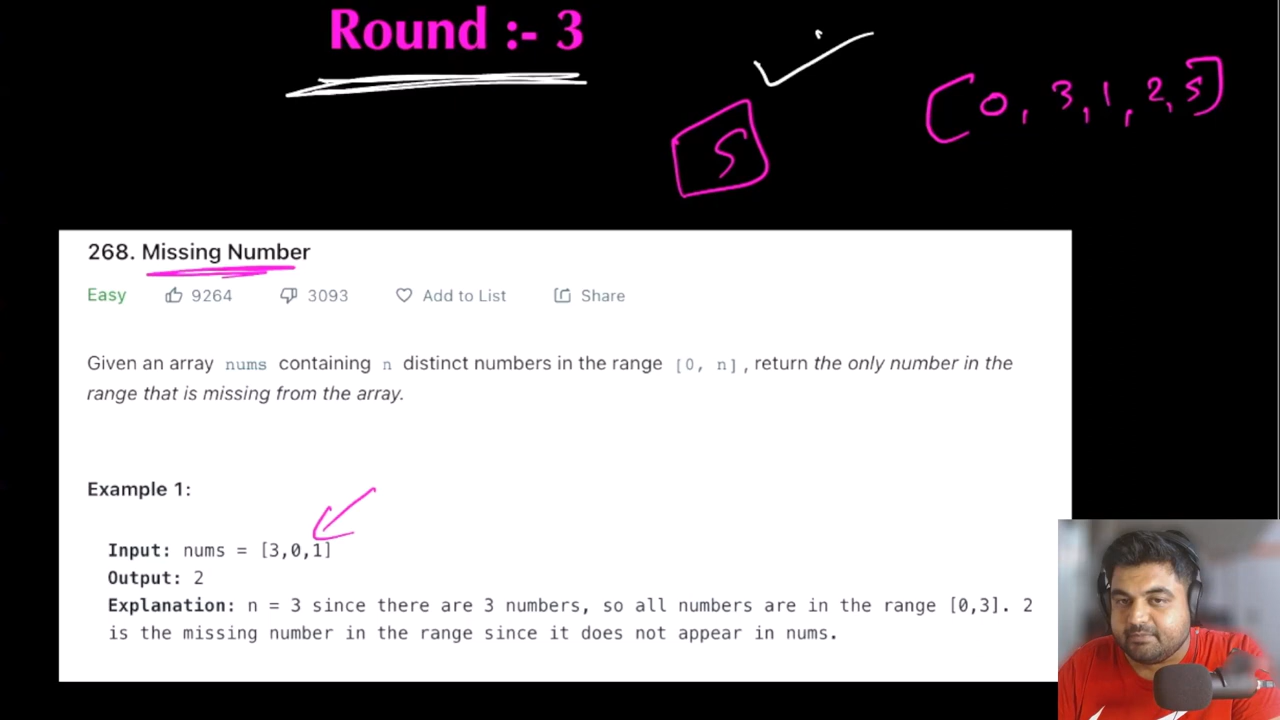 Round :- 3
[0, 3, 1, 2, 5]
5
268. Missing Number
Easy 9264 3093 Add to List Share
Given an array nums containing n distinct numbers in the range [0, n], return the only number in the
range that is missing from the array.
Example 1:
Input: nums = [3,0,1]
Output: 2
Explanation: n = 3 since there are 3 numbers, so all numbers are in the range [0,3]. 2
is the missing number in the range since it does not appear in nums.